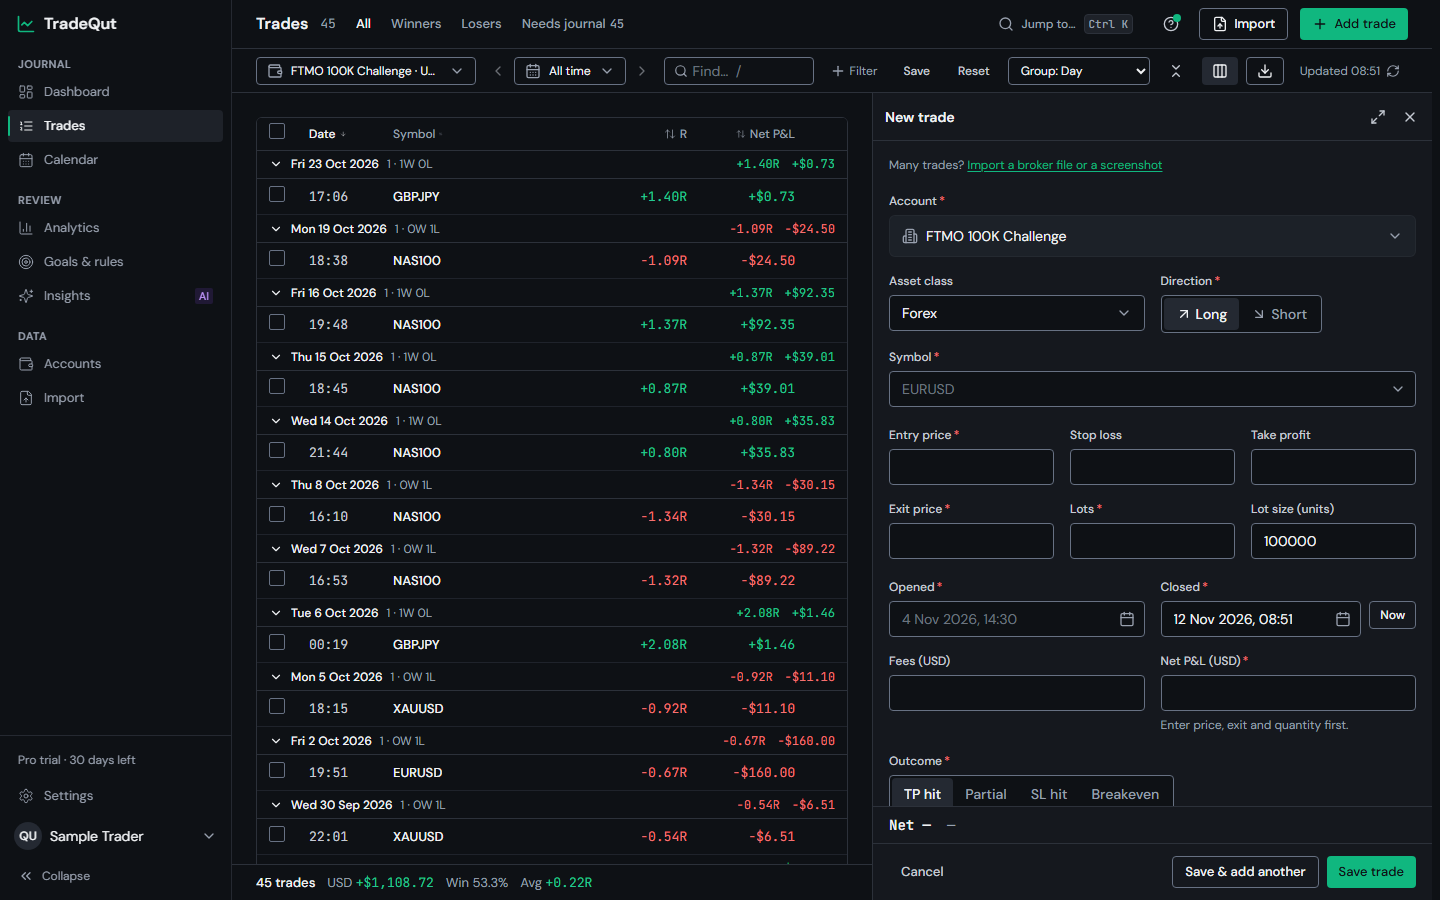 TradeQut
JOURNAL
Dashboard
Trades
Calendar
REVIEW
Analytics
Goals & rules
Insights AI
DATA
Accounts
Import
Pro trial · 30 days left
Settings
QU Sample Trader
Collapse
Trades 45 All Winners Losers Needs journal 45
Jump to... Ctrl K Import Add trade
FTMO 100K Challenge · U... All time Find... / Filter Save Reset Group: Day Updated 08:51
Date Symbol R Net P&L
Fri 23 Oct 2026 1 · 1W 0L +1.40R +$0.73
17:06 GBPJPY +1.40R +$0.73
Mon 19 Oct 2026 1 · 0W 1L -1.09R -$24.50
18:38 NAS100 -1.09R -$24.50
Fri 16 Oct 2026 1 · 1W 0L +1.37R +$92.35
19:48 NAS100 +1.37R +$92.35
Thu 15 Oct 2026 1 · 1W 0L +0.87R +$39.01
18:45 NAS100 +0.87R +$39.01
Wed 14 Oct 2026 1 · 1W 0L +0.80R +$35.83
21:44 NAS100 +0.80R +$35.83
Thu 8 Oct 2026 1 · 0W 1L -1.34R -$30.15
16:10 NAS100 -1.34R -$30.15
Wed 7 Oct 2026 1 · 0W 1L -1.32R -$89.22
16:53 NAS100 -1.32R -$89.22
Tue 6 Oct 2026 1 · 1W 0L +2.08R +$1.46
00:19 GBPJPY +2.08R +$1.46
Mon 5 Oct 2026 1 · 0W 1L -0.92R -$11.10
18:15 XAUUSD -0.92R -$11.10
Fri 2 Oct 2026 1 · 0W 1L -0.67R -$160.00
19:51 EURUSD -0.67R -$160.00
Wed 30 Sep 2026 1 · 0W 1L -0.54R -$6.51
22:01 XAUUSD -0.54R -$6.51
45 trades USD +$1,108.72 Win 53.3% Avg +0.22R
New trade
Many trades? Import a broker file or a screenshot
Account *
FTMO 100K Challenge
Asset class Direction *
Forex Long Short
Symbol *
EURUSD
Entry price * Stop loss Take profit
Exit price * Lots * Lot size (units)
100000
Opened * Closed *
4 Nov 2026, 14:30 12 Nov 2026, 08:51 Now
Fees (USD) Net P&L (USD) *
Enter price, exit and quantity first.
Outcome *
TP hit Partial SL hit Breakeven
Net — —
Cancel Save & add another Save trade